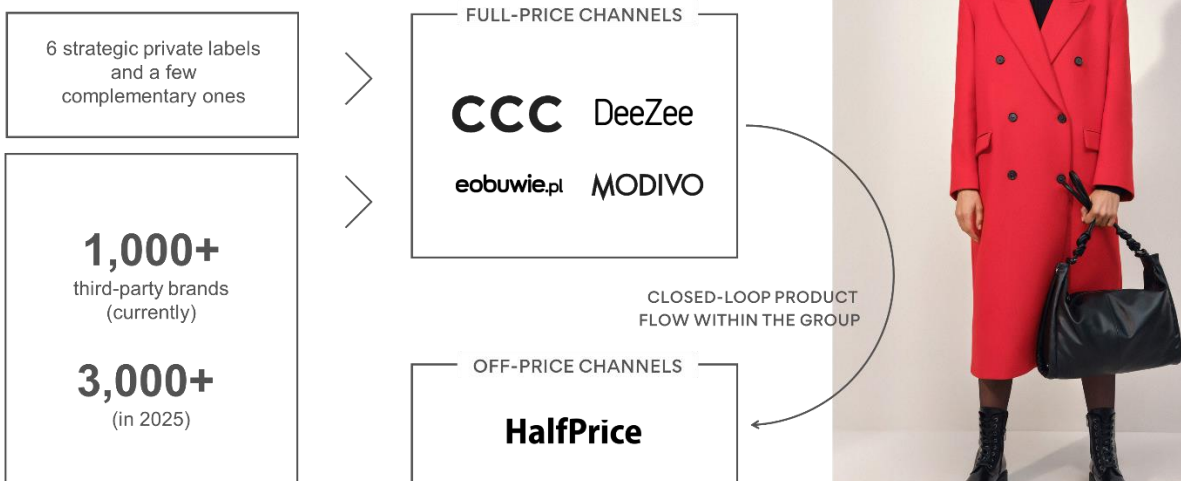 6 strategic private labels
and a few
complementary ones
1,000+
third-party brands
(currently)
3,000+
(in 2025)
FULL-PRICE CHANNELS
CCC
DeeZee
eobuwie.pl
MODIVO
CLOSED-LOOP PRODUCT
FLOW WITHIN THE GROUP
OFF-PRICE CHANNELS
HalfPrice